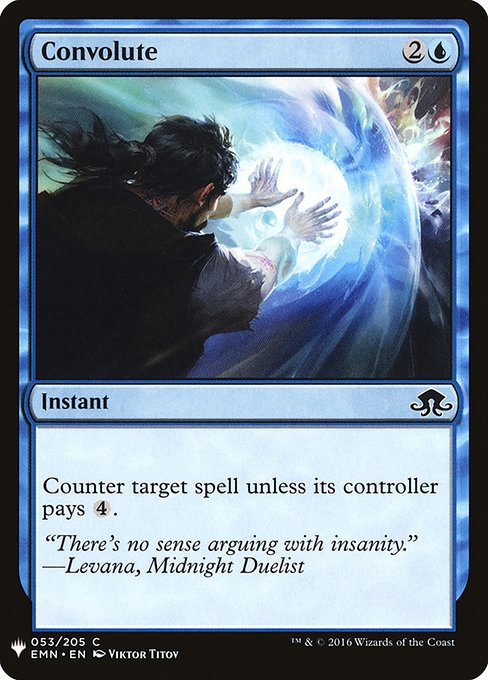 Convolute 2
Instant
Counter target spell unless its controller
pays 4.
“There's no sense arguing with insanity.”
—Levana, Midnight Duelist
053/205 C
EMN • EN Viktor Titov
™ & © 2016 Wizards of the Coast